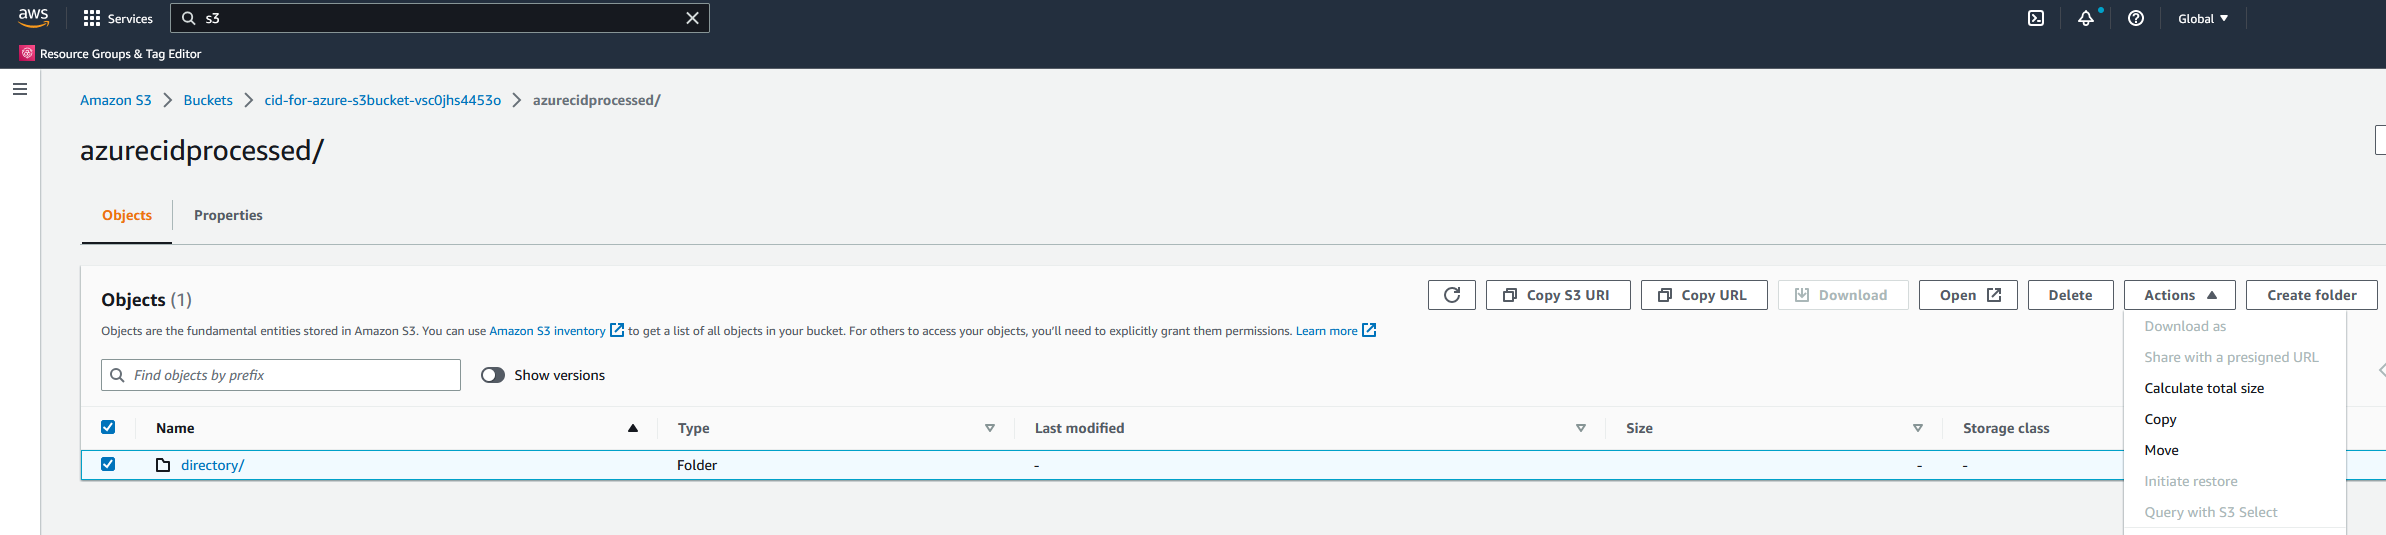 aws Services s3 Global
Resource Groups & Tag Editor
Amazon S3 Buckets cid-for-azure-s3bucket-vsc0jhs4453o azurecidprocessed/
azurecidprocessed/
Objects Properties
Objects (1) Copy S3 URI Copy URL Download Open Delete Actions Create folder
Objects are the fundamental entities stored in Amazon S3. You can use Amazon S3 inventory to get a list of all objects in your bucket. For others to access your objects, you'll need to explicitly grant them permissions. Learn more
Find objects by prefix Show versions
Name Type Last modified Size Storage class
directory/ Folder - - -
Download as
Share with a presigned URL
Calculate total size
Copy
Move
Initiate restore
Query with S3 Select